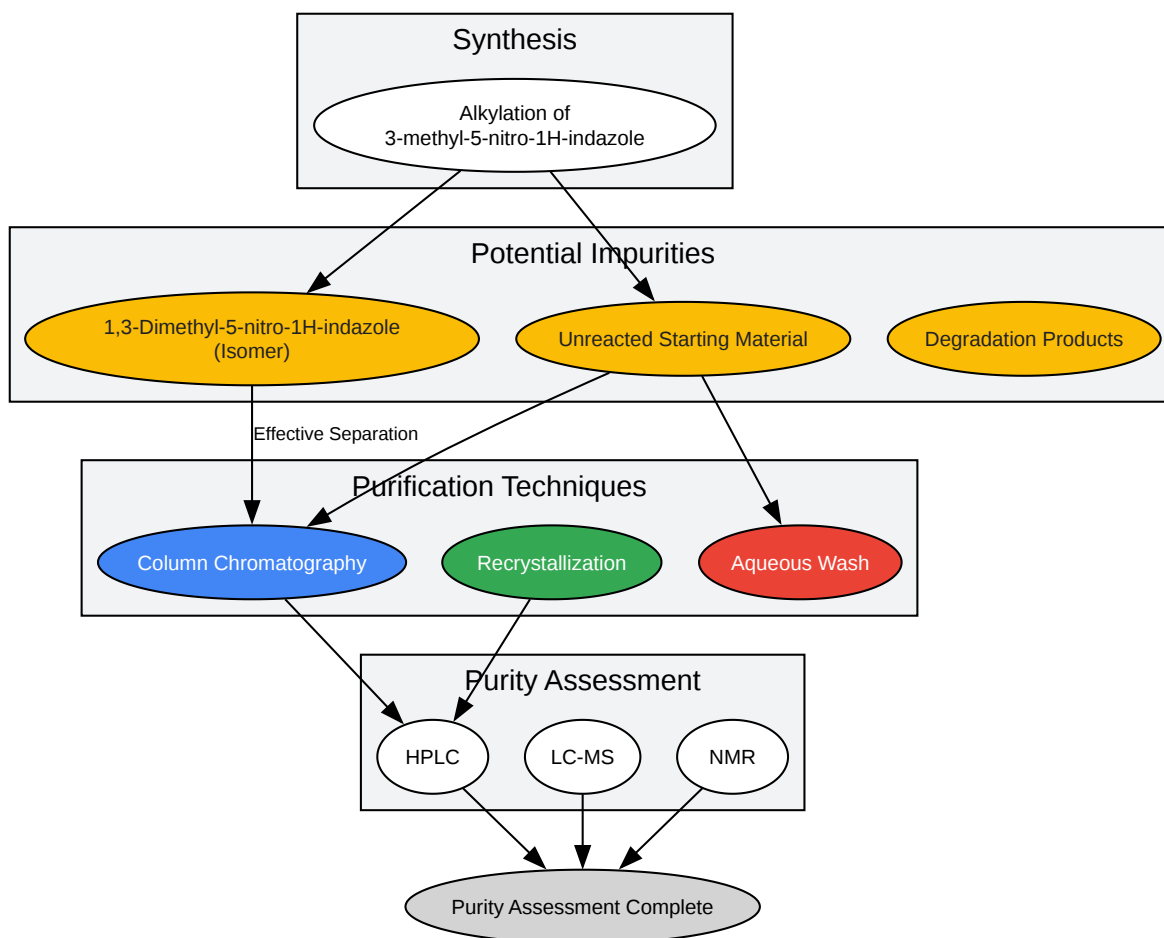 Synthesis
Alkylation of
3-methyl-5-nitro-1H-indazole
Potential Impurities
1,3-Dimethyl-5-nitro-1H-indazole
(Isomer)
Unreacted Starting Material
Degradation Products
Effective Separation
Purification Techniques
Column Chromatography
Recrystallization
Aqueous Wash
Purity Assessment
HPLC
LC-MS
NMR
Purity Assessment Complete